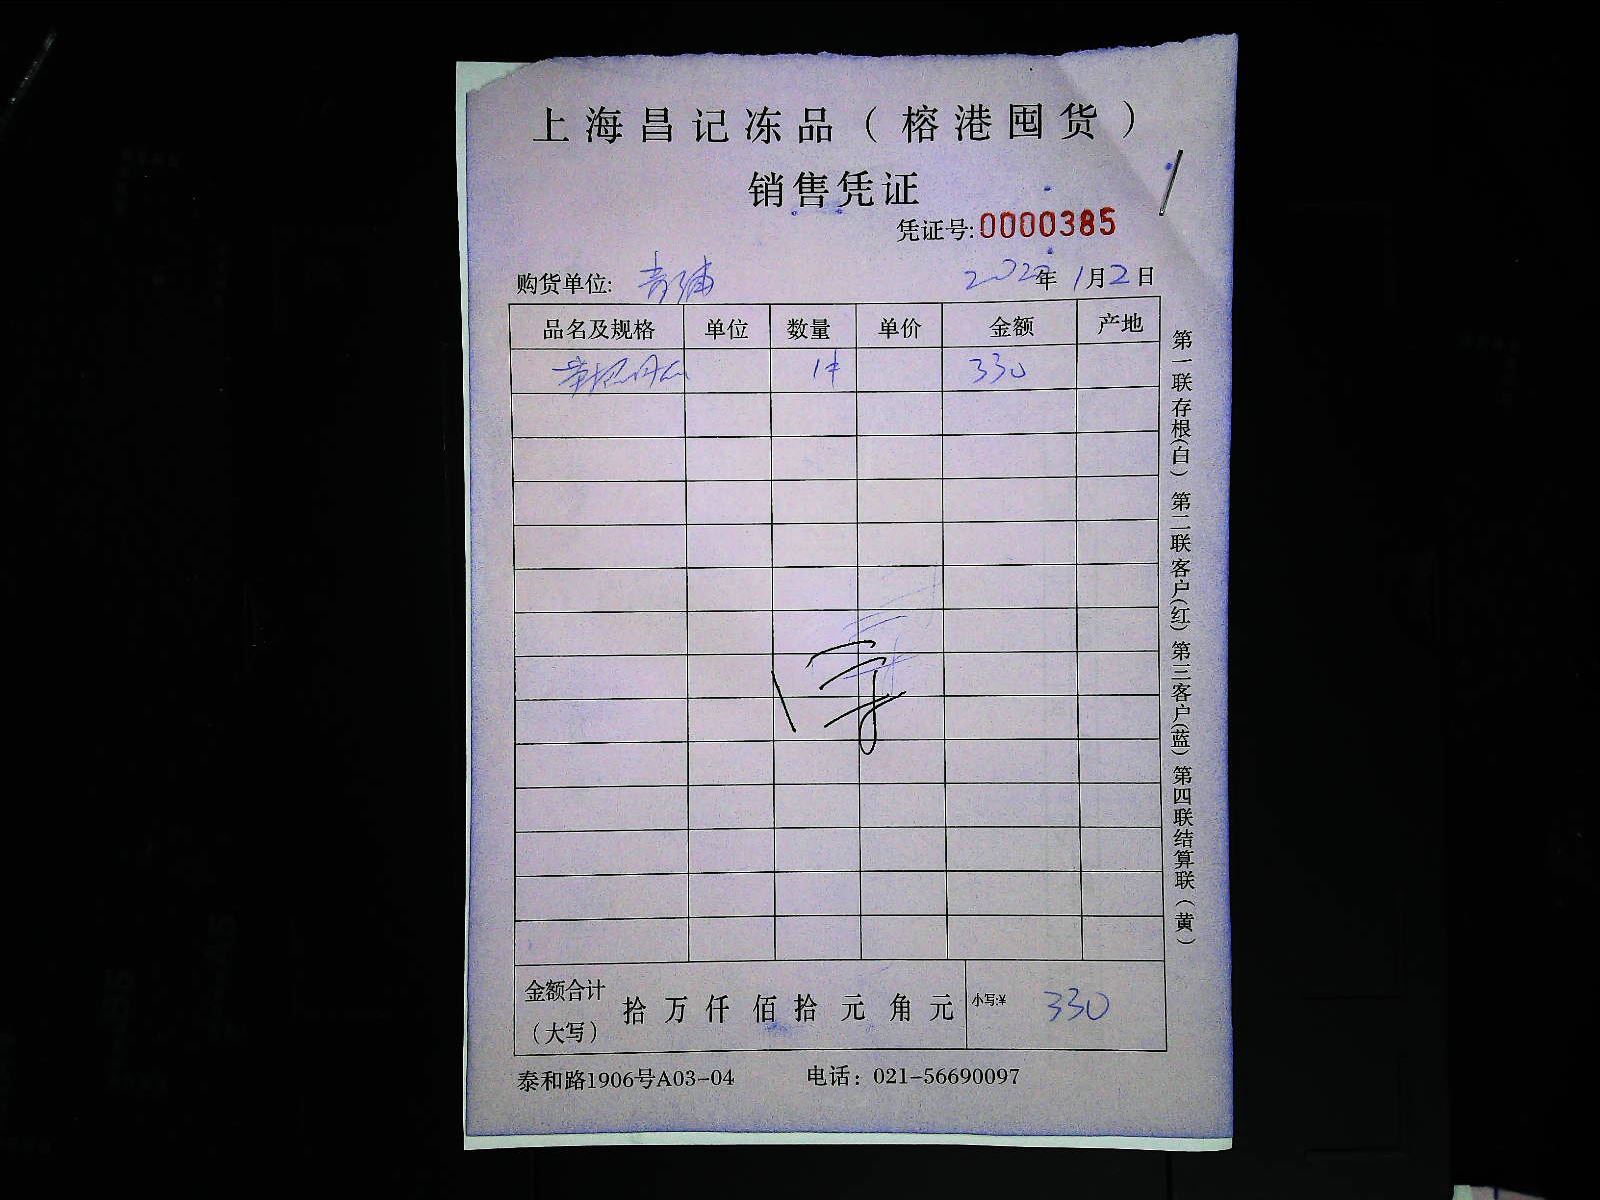 上海昌记冻品（榕港囤货）
销售凭证
凭证号:0000385
购货单位: 青浦 2022年1月2日
品名及规格 单位 数量 单价 金额 产地
1件 330
金额合计（大写） 拾万仟佰拾元角元 小写:¥ 330
泰和路1906号A03-04 电话：021-56690097
第一联存根(白) 第二联客户(红) 第三客户(蓝) 第四联结算联(黄)